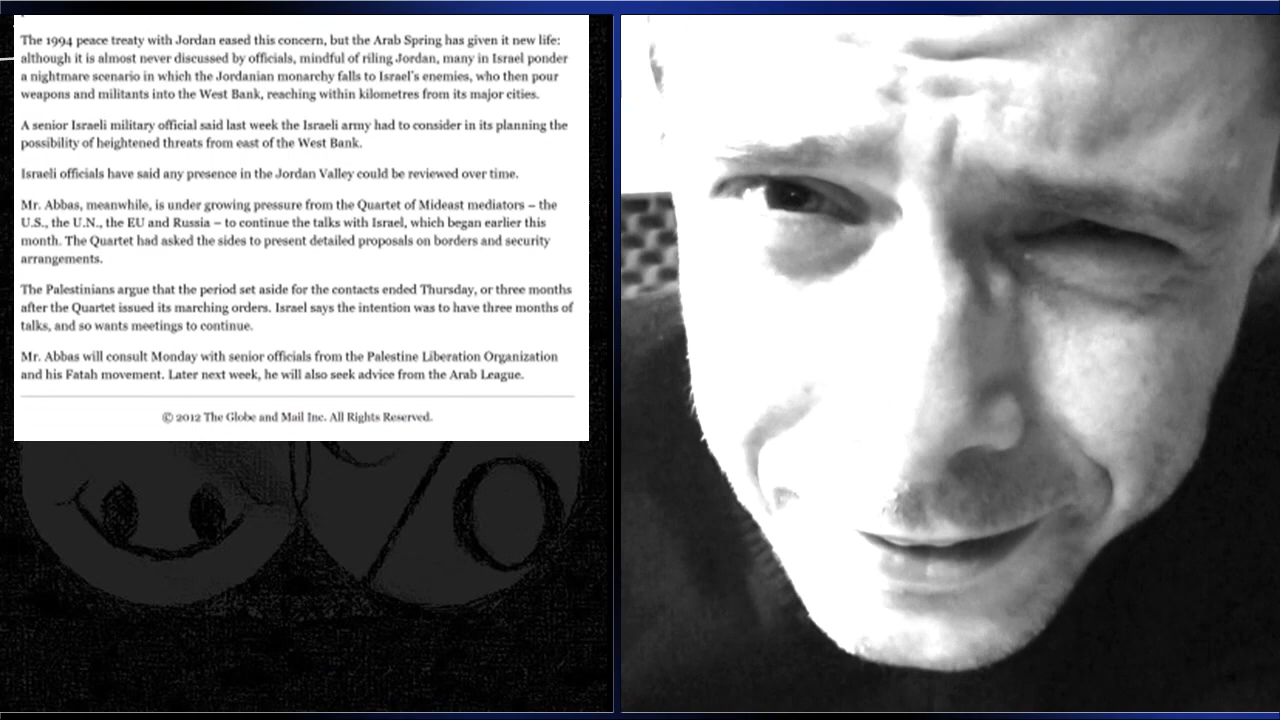 The 1994 peace treaty with Jordan eased this concern, but the Arab Spring has given it new life:
although it is almost never discussed by officials, mindful of riling Jordan, many in Israel ponder
a nightmare scenario in which the Jordanian monarchy falls to Israel's enemies, who then pour
weapons and militants into the West Bank, reaching within kilometres from its major cities.
A senior Israeli military official said last week the Israeli army had to consider in its planning the
possibility of heightened threats from east of the West Bank.
Israeli officials have said any presence in the Jordan Valley could be reviewed over time.
Mr. Abbas, meanwhile, is under growing pressure from the Quartet of Mideast mediators – the
U.S., the U.N., the EU and Russia – to continue the talks with Israel, which began earlier this
month. The Quartet had asked the sides to present detailed proposals on borders and security
arrangements.
The Palestinians argue that the period set aside for the contacts ended Thursday, or three months
after the Quartet issued its marching orders. Israel says the intention was to have three months of
talks, and so wants meetings to continue.
Mr. Abbas will consult Monday with senior officials from the Palestine Liberation Organization
and his Fatah movement. Later next week, he will also seek advice from the Arab League.
© 2012 The Globe and Mail Inc. All Rights Reserved.